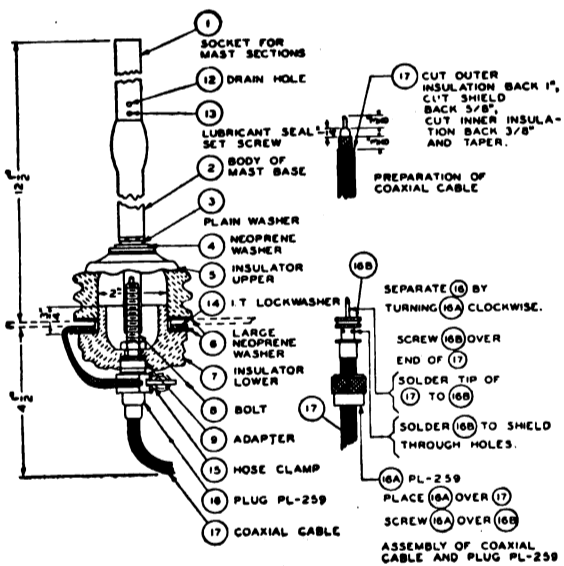 1
SOCKET FOR
MAST SECTIONS
12 DRAIN HOLE
13
LUBRICANT SEAL
SET SCREW
2 BODY OF
MAST BASE
3
PLAIN WASHER
4 NEOPRENE
WASHER
5 INSULATOR
UPPER
14 I.T LOCKWASHER
6 LARGE
NEOPRENE
WASHER
7 INSULATOR
LOWER
8 BOLT
9 ADAPTER
15 HOSE CLAMP
16 PLUG PL-259
17 COAXIAL CABLE
2"
17 CUT OUTER
INSULATION BACK 1",
CUT SHIELD
BACK 5/8",
CUT INNER INSULA-
TION BACK 3/8"
AND TAPER.
PREPARATION OF
COAXIAL CABLE
16B
SEPARATE 16 BY
TURNING 16A CLOCKWISE.
SCREW 16B OVER
END OF 17
SOLDER TIP OF
17 TO 16B
17
SOLDER 16B TO SHIELD
THROUGH HOLES.
16A PL-259
PLACE 16A OVER 17
SCREW 16A OVER 16B
ASSEMBLY OF COAXIAL
CABLE AND PLUG PL-259